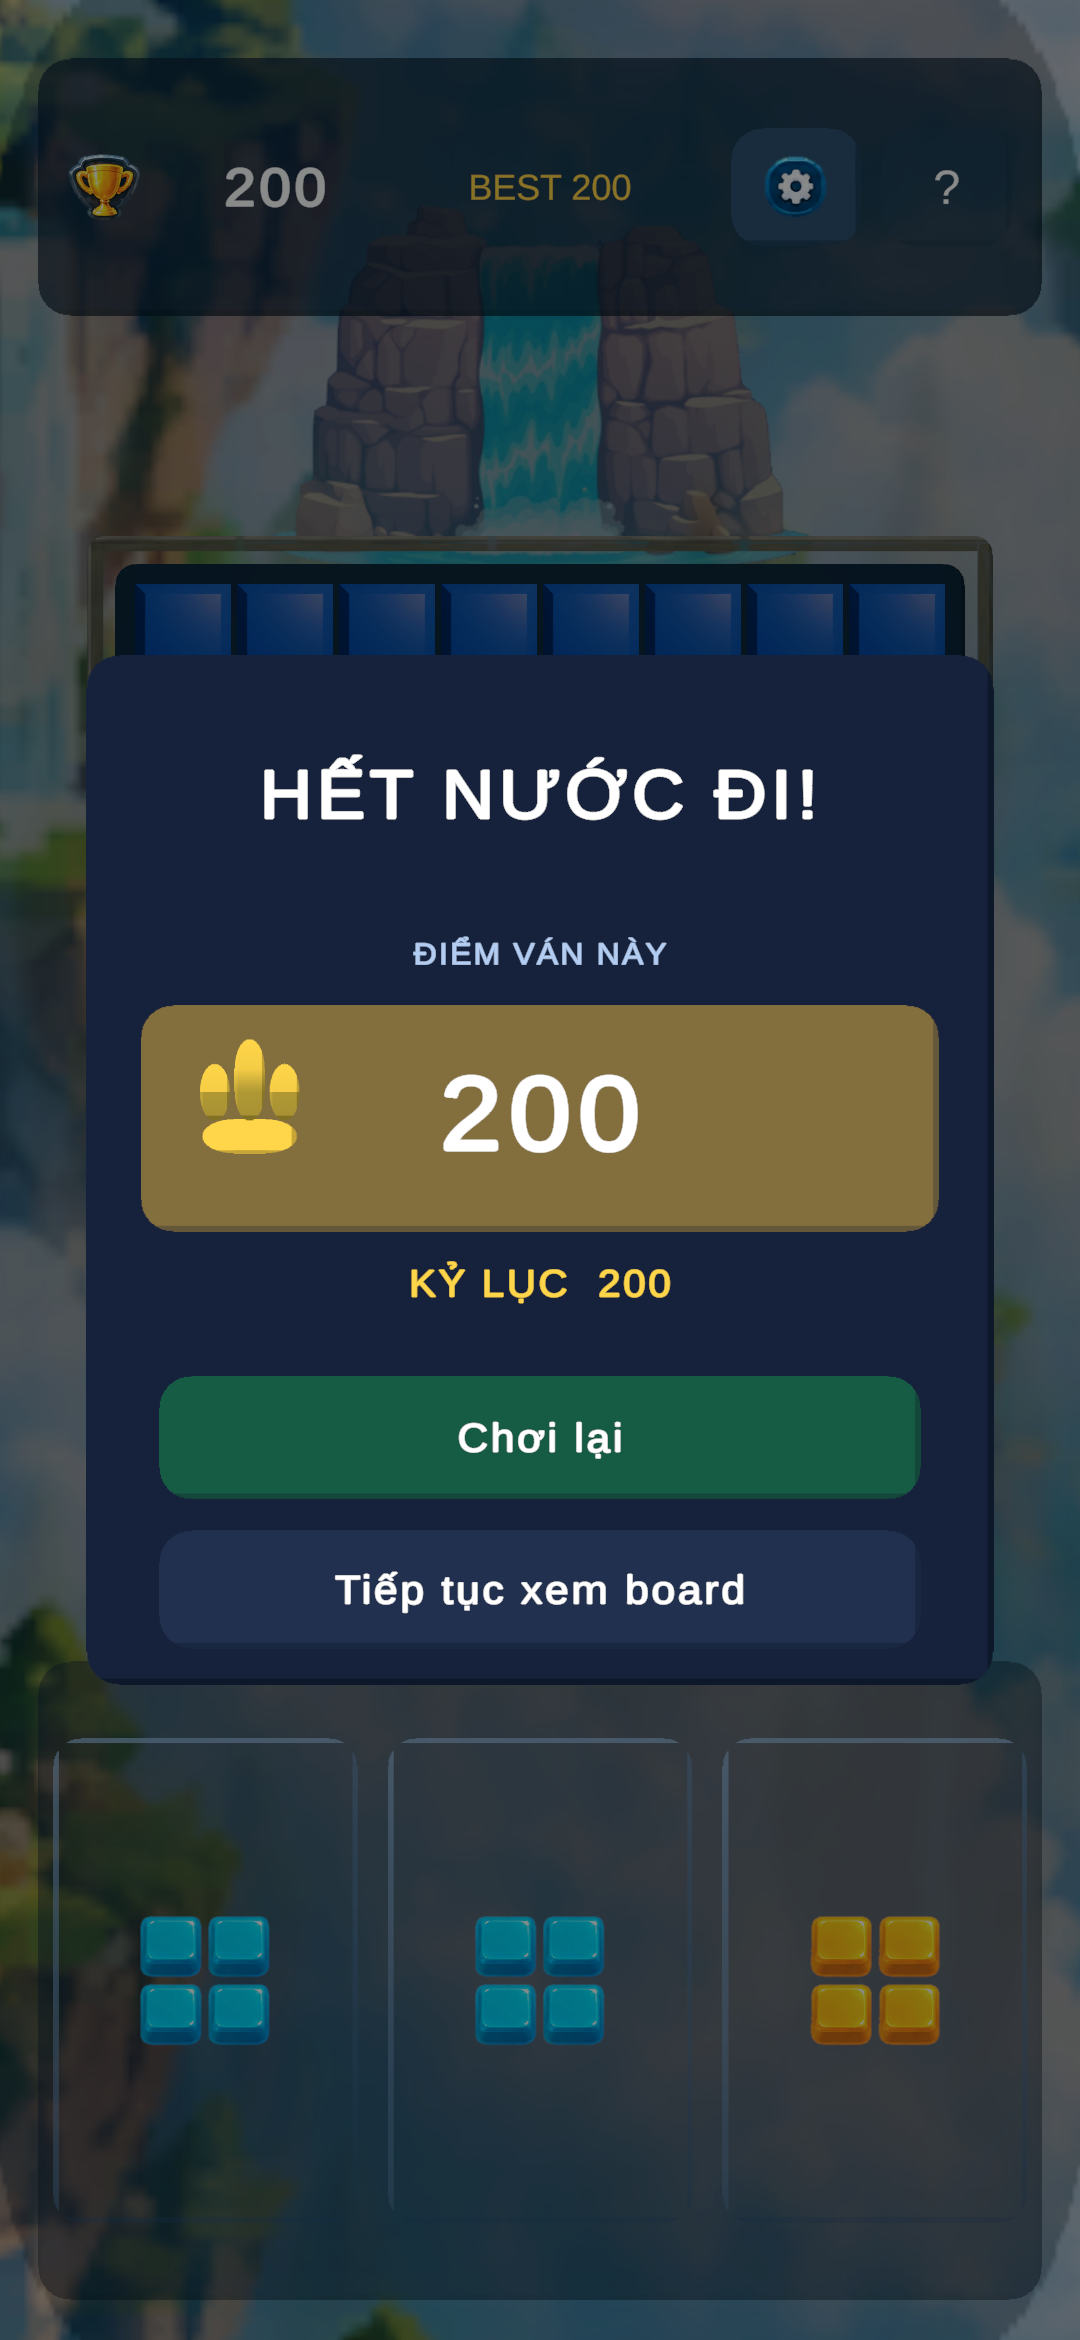 200
BEST 200
?
HẾT NƯỚC ĐI!
ĐIỂM VÁN NÀY
200
KỶ LỤC 200
Chơi lại
Tiếp tục xem board